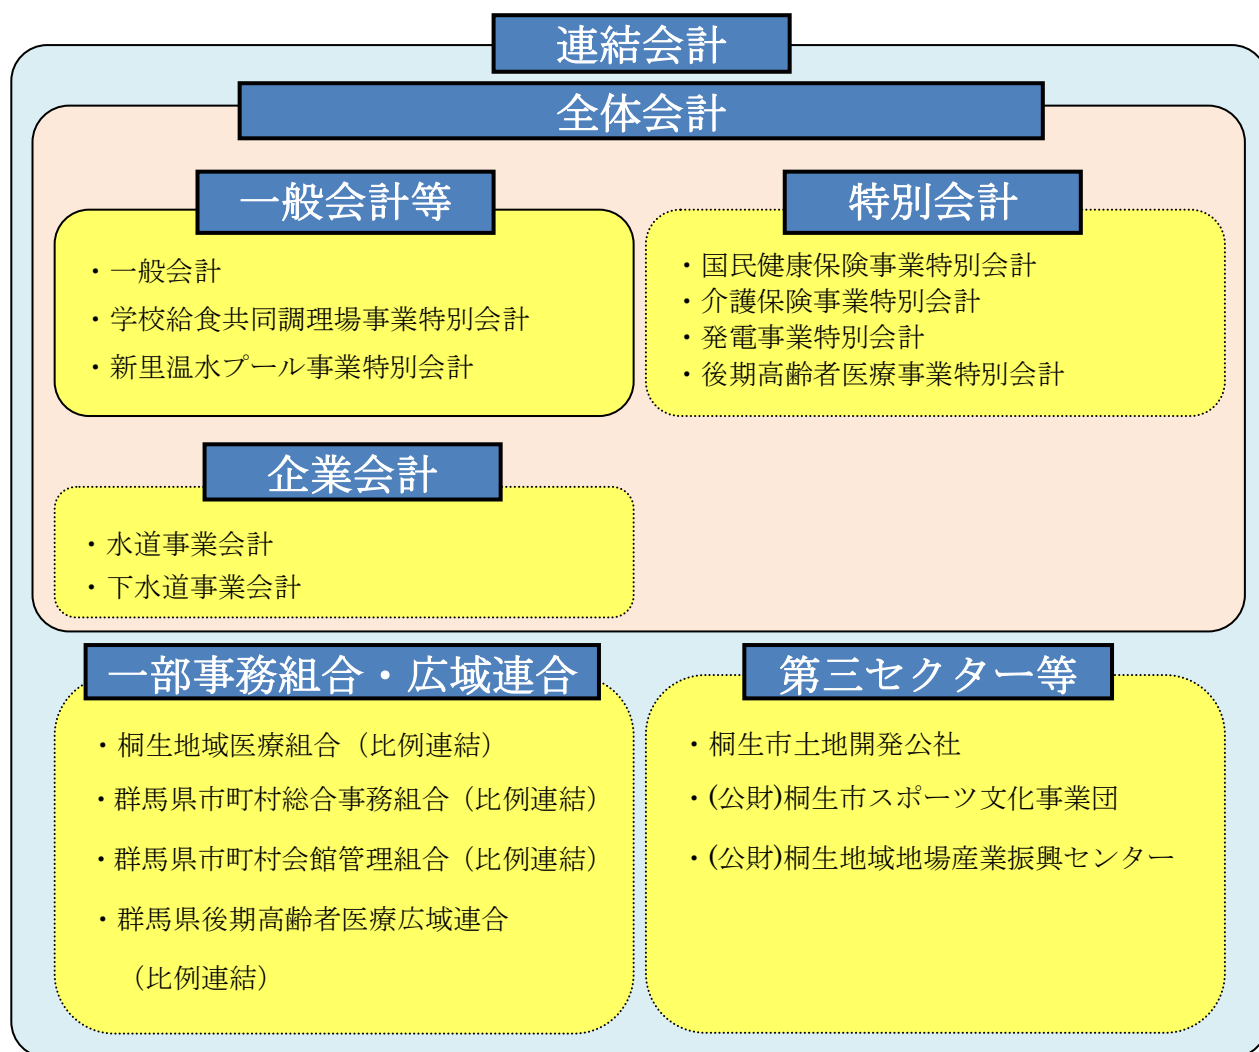 連結会計
全体会計
一般会計等
・一般会計
・学校給食共同調理場事業特別会計
・新里温水プール事業特別会計
特別会計
・国民健康保険事業特別会計
・介護保険事業特別会計
・発電事業特別会計
・後期高齢者医療事業特別会計
企業会計
・水道事業会計
・下水道事業会計
一部事務組合・広域連合
・桐生地域医療組合（比例連結）
・群馬県市町村総合事務組合（比例連結）
・群馬県市町村会館管理組合（比例連結）
・群馬県後期高齢者医療広域連合
（比例連結）
第三セクター等
・桐生市土地開発公社
・(公財)桐生市スポーツ文化事業団
・(公財)桐生地域地場産業振興センター